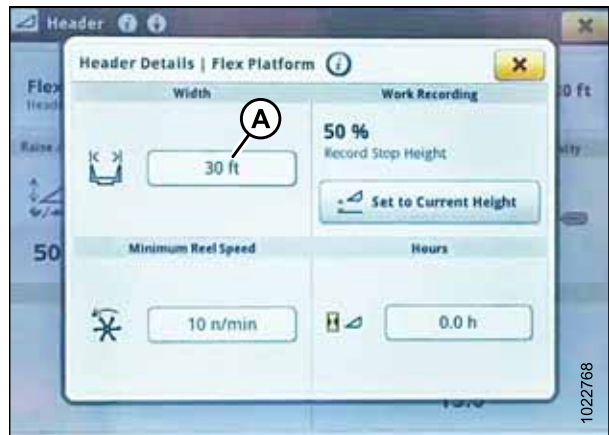 Header
Header Details | Flex Platform
Flex
0 ft
Width
A
30 ft
Work Recording
50 %
Record Stop Height
Set to Current Height
Raise
50
Minimum Reel Speed
10 n/min
Hours
0.0 h
1022768